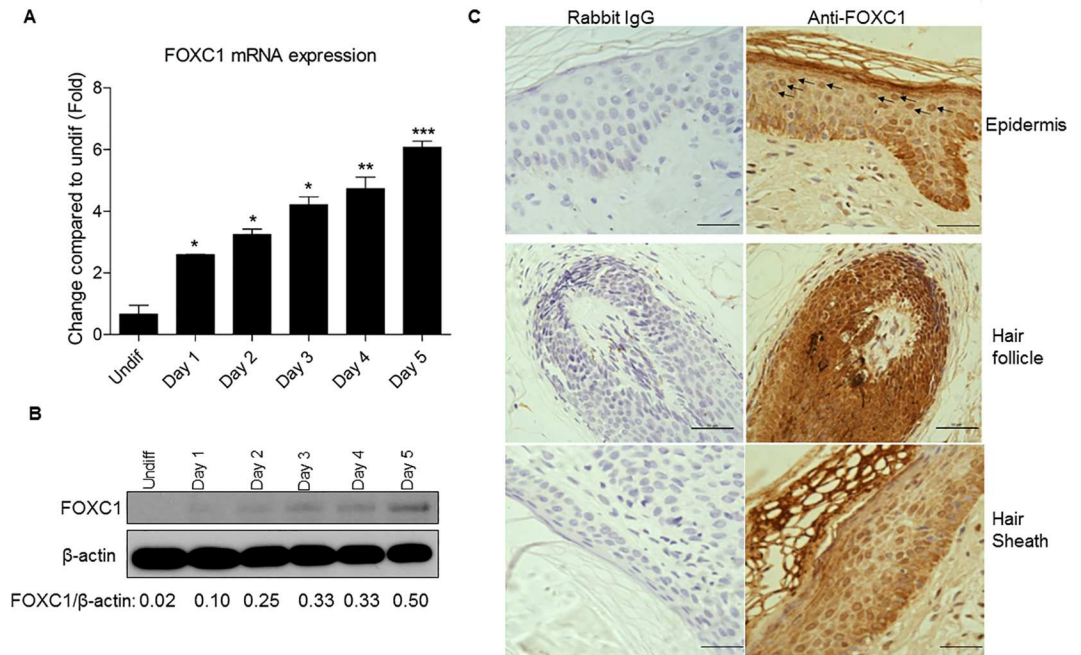 A
FOXC1 mRNA expression
Change compared to undif (Fold)
8
6
4
2
0
*
*
*
**
***
Undif
Day 1
Day 2
Day 3
Day 4
Day 5
B
Undiff
Day 1
Day 2
Day 3
Day 4
Day 5
FOXC1
β-actin
FOXC1/β-actin: 0.02 0.10 0.25 0.33 0.33 0.50
C
Rabbit IgG
Anti-FOXC1
Epidermis
Hair
follicle
Hair
Sheath